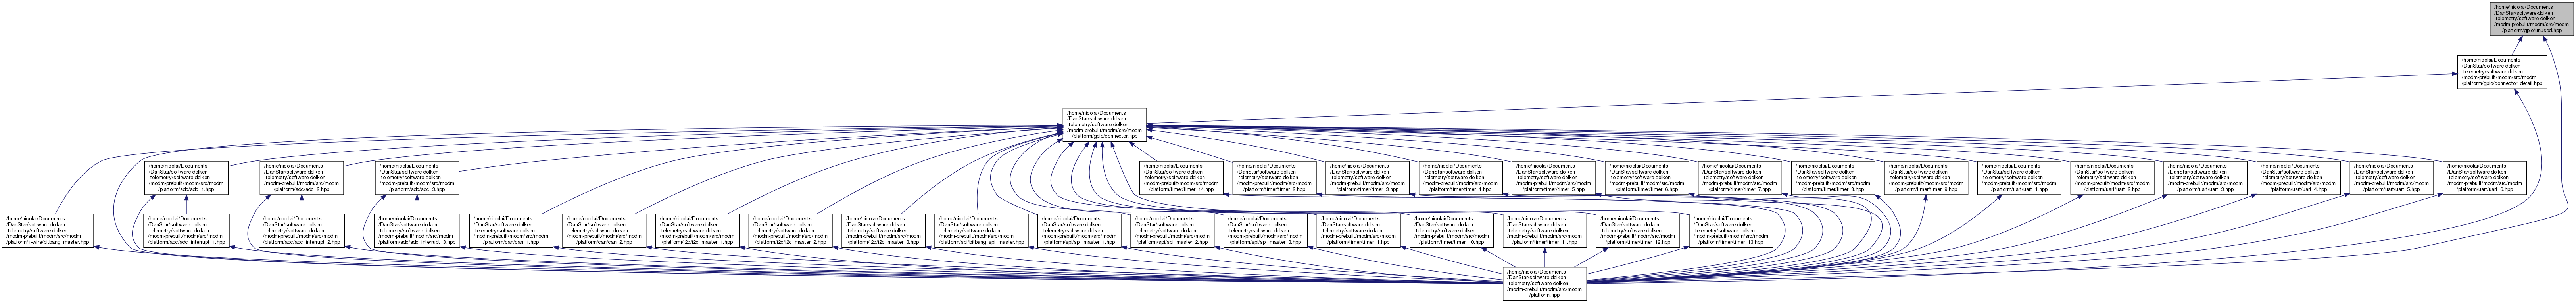 /home/nicolai/Documents
/DanStar/software-dolken
-telemetry/software-dolken
/modm-prebuilt/modm/src/modm
/platform/gpio/unused.hpp
/home/nicolai/Documents
/DanStar/software-dolken
-telemetry/software-dolken
/modm-prebuilt/modm/src/modm
/platform/gpio/connector_detail.hpp
/home/nicolai/Documents
/DanStar/software-dolken
-telemetry/software-dolken
/modm-prebuilt/modm/src/modm
/platform/gpio/connector.hpp
/home/nicolai/Documents
/DanStar/software-dolken
-telemetry/software-dolken
/modm-prebuilt/modm/src/modm
/platform/adc/adc_1.hpp
/home/nicolai/Documents
/DanStar/software-dolken
-telemetry/software-dolken
/modm-prebuilt/modm/src/modm
/platform/adc/adc_2.hpp
/home/nicolai/Documents
/DanStar/software-dolken
-telemetry/software-dolken
/modm-prebuilt/modm/src/modm
/platform/adc/adc_3.hpp
/home/nicolai/Documents
/DanStar/software-dolken
-telemetry/software-dolken
/modm-prebuilt/modm/src/modm
/platform/timer/timer_14.hpp
/home/nicolai/Documents
/DanStar/software-dolken
-telemetry/software-dolken
/modm-prebuilt/modm/src/modm
/platform/timer/timer_2.hpp
/home/nicolai/Documents
/DanStar/software-dolken
-telemetry/software-dolken
/modm-prebuilt/modm/src/modm
/platform/timer/timer_3.hpp
/home/nicolai/Documents
/DanStar/software-dolken
-telemetry/software-dolken
/modm-prebuilt/modm/src/modm
/platform/timer/timer_4.hpp
/home/nicolai/Documents
/DanStar/software-dolken
-telemetry/software-dolken
/modm-prebuilt/modm/src/modm
/platform/timer/timer_5.hpp
/home/nicolai/Documents
/DanStar/software-dolken
-telemetry/software-dolken
/modm-prebuilt/modm/src/modm
/platform/timer/timer_6.hpp
/home/nicolai/Documents
/DanStar/software-dolken
-telemetry/software-dolken
/modm-prebuilt/modm/src/modm
/platform/timer/timer_7.hpp
/home/nicolai/Documents
/DanStar/software-dolken
-telemetry/software-dolken
/modm-prebuilt/modm/src/modm
/platform/timer/timer_8.hpp
/home/nicolai/Documents
/DanStar/software-dolken
-telemetry/software-dolken
/modm-prebuilt/modm/src/modm
/platform/timer/timer_9.hpp
/home/nicolai/Documents
/DanStar/software-dolken
-telemetry/software-dolken
/modm-prebuilt/modm/src/modm
/platform/uart/uart_1.hpp
/home/nicolai/Documents
/DanStar/software-dolken
-telemetry/software-dolken
/modm-prebuilt/modm/src/modm
/platform/uart/uart_2.hpp
/home/nicolai/Documents
/DanStar/software-dolken
-telemetry/software-dolken
/modm-prebuilt/modm/src/modm
/platform/uart/uart_3.hpp
/home/nicolai/Documents
/DanStar/software-dolken
-telemetry/software-dolken
/modm-prebuilt/modm/src/modm
/platform/uart/uart_4.hpp
/home/nicolai/Documents
/DanStar/software-dolken
-telemetry/software-dolken
/modm-prebuilt/modm/src/modm
/platform/uart/uart_5.hpp
/home/nicolai/Documents
/DanStar/software-dolken
-telemetry/software-dolken
/modm-prebuilt/modm/src/modm
/platform/uart/uart_6.hpp
/home/nicolai/Documents
/DanStar/software-dolken
-telemetry/software-dolken
/modm-prebuilt/modm/src/modm
/platform/1-wire/bitbang_master.hpp
/home/nicolai/Documents
/DanStar/software-dolken
-telemetry/software-dolken
/modm-prebuilt/modm/src/modm
/platform/adc/adc_interrupt_1.hpp
/home/nicolai/Documents
/DanStar/software-dolken
-telemetry/software-dolken
/modm-prebuilt/modm/src/modm
/platform/adc/adc_interrupt_2.hpp
/home/nicolai/Documents
/DanStar/software-dolken
-telemetry/software-dolken
/modm-prebuilt/modm/src/modm
/platform/adc/adc_interrupt_3.hpp
/home/nicolai/Documents
/DanStar/software-dolken
-telemetry/software-dolken
/modm-prebuilt/modm/src/modm
/platform/can/can_1.hpp
/home/nicolai/Documents
/DanStar/software-dolken
-telemetry/software-dolken
/modm-prebuilt/modm/src/modm
/platform/can/can_2.hpp
/home/nicolai/Documents
/DanStar/software-dolken
-telemetry/software-dolken
/modm-prebuilt/modm/src/modm
/platform/i2c/i2c_master_1.hpp
/home/nicolai/Documents
/DanStar/software-dolken
-telemetry/software-dolken
/modm-prebuilt/modm/src/modm
/platform/i2c/i2c_master_2.hpp
/home/nicolai/Documents
/DanStar/software-dolken
-telemetry/software-dolken
/modm-prebuilt/modm/src/modm
/platform/i2c/i2c_master_3.hpp
/home/nicolai/Documents
/DanStar/software-dolken
-telemetry/software-dolken
/modm-prebuilt/modm/src/modm
/platform/spi/bitbang_spi_master.hpp
/home/nicolai/Documents
/DanStar/software-dolken
-telemetry/software-dolken
/modm-prebuilt/modm/src/modm
/platform/spi/spi_master_1.hpp
/home/nicolai/Documents
/DanStar/software-dolken
-telemetry/software-dolken
/modm-prebuilt/modm/src/modm
/platform/spi/spi_master_2.hpp
/home/nicolai/Documents
/DanStar/software-dolken
-telemetry/software-dolken
/modm-prebuilt/modm/src/modm
/platform/spi/spi_master_3.hpp
/home/nicolai/Documents
/DanStar/software-dolken
-telemetry/software-dolken
/modm-prebuilt/modm/src/modm
/platform/timer/timer_1.hpp
/home/nicolai/Documents
/DanStar/software-dolken
-telemetry/software-dolken
/modm-prebuilt/modm/src/modm
/platform/timer/timer_10.hpp
/home/nicolai/Documents
/DanStar/software-dolken
-telemetry/software-dolken
/modm-prebuilt/modm/src/modm
/platform/timer/timer_11.hpp
/home/nicolai/Documents
/DanStar/software-dolken
-telemetry/software-dolken
/modm-prebuilt/modm/src/modm
/platform/timer/timer_12.hpp
/home/nicolai/Documents
/DanStar/software-dolken
-telemetry/software-dolken
/modm-prebuilt/modm/src/modm
/platform/timer/timer_13.hpp
/home/nicolai/Documents
/DanStar/software-dolken
-telemetry/software-dolken
/modm-prebuilt/modm/src/modm
/platform.hpp